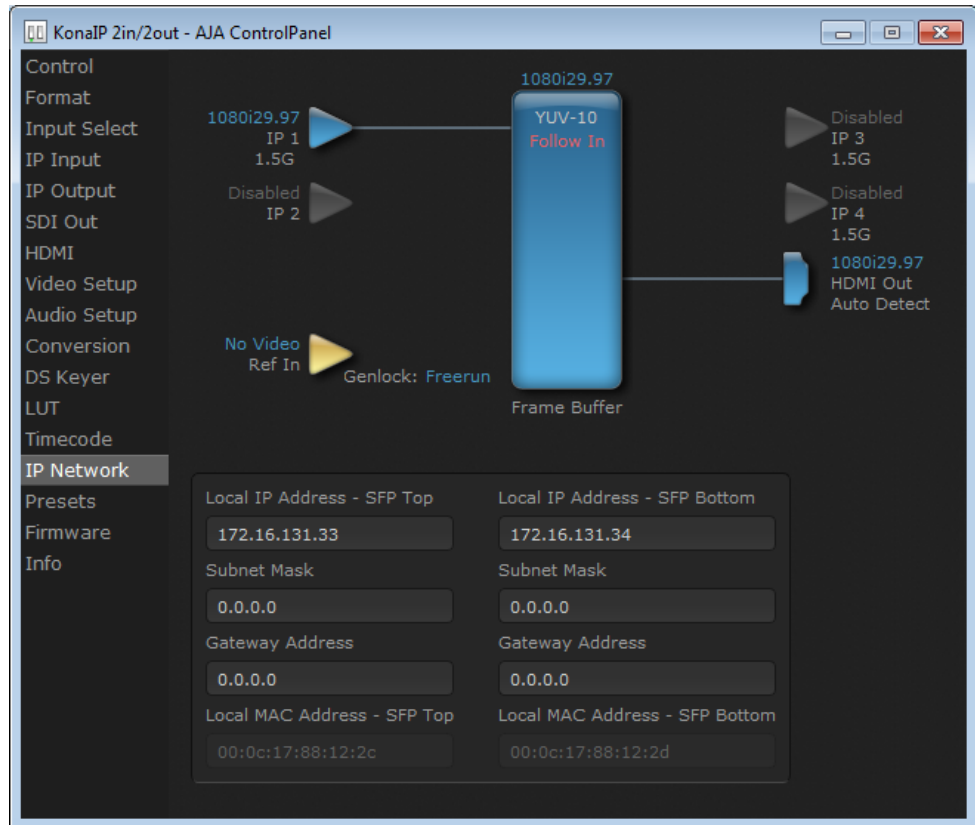 KonaIP 2in/2out - AJA ControlPanel
Control
Format
Input Select
IP Input
IP Output
SDI Out
HDMI
Video Setup
Audio Setup
Conversion
DS Keyer
LUT
Timecode
IP Network
Presets
Firmware
Info
1080i29.97
IP 1
1.5G
Disabled
IP 2
No Video
Ref In
Genlock: Freerun
1080i29.97
YUV-10
Follow In
Frame Buffer
Disabled
IP 3
1.5G
Disabled
IP 4
1.5G
1080i29.97
HDMI Out
Auto Detect
Local IP Address - SFP Top
172.16.131.33
Subnet Mask
0.0.0.0
Gateway Address
0.0.0.0
Local MAC Address - SFP Top
00:0c:17:88:12:2c
Local IP Address - SFP Bottom
172.16.131.34
Subnet Mask
0.0.0.0
Gateway Address
0.0.0.0
Local MAC Address - SFP Bottom
00:0c:17:88:12:2d